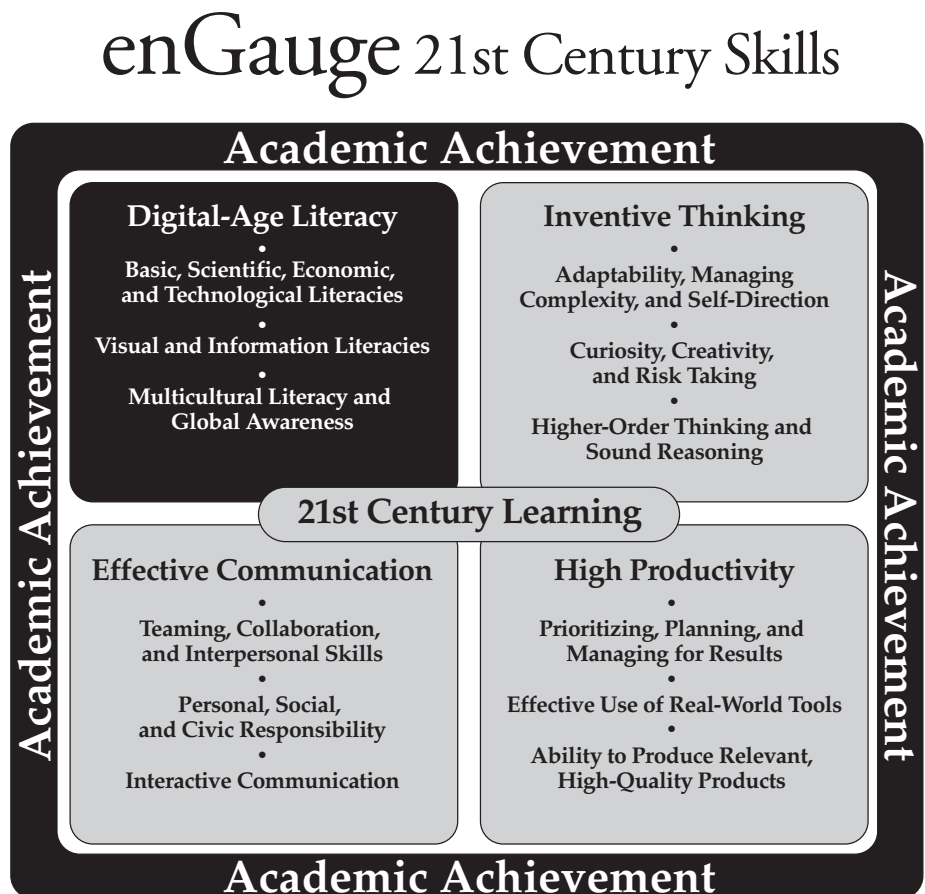 enGauge 21st Century Skills
Academic Achievement
Academic Achievement
Digital-Age Literacy
•
Basic, Scientific, Economic,
and Technological Literacies
•
Visual and Information Literacies
•
Multicultural Literacy and
Global Awareness
Inventive Thinking
•
Adaptability, Managing
Complexity, and Self-Direction
•
Curiosity, Creativity,
and Risk Taking
•
Higher-Order Thinking and
Sound Reasoning
21st Century Learning
Effective Communication
•
Teaming, Collaboration,
and Interpersonal Skills
•
Personal, Social,
and Civic Responsibility
•
Interactive Communication
High Productivity
•
Prioritizing, Planning, and
Managing for Results
•
Effective Use of Real-World Tools
•
Ability to Produce Relevant,
High-Quality Products
Academic Achievement
Academic Achievement